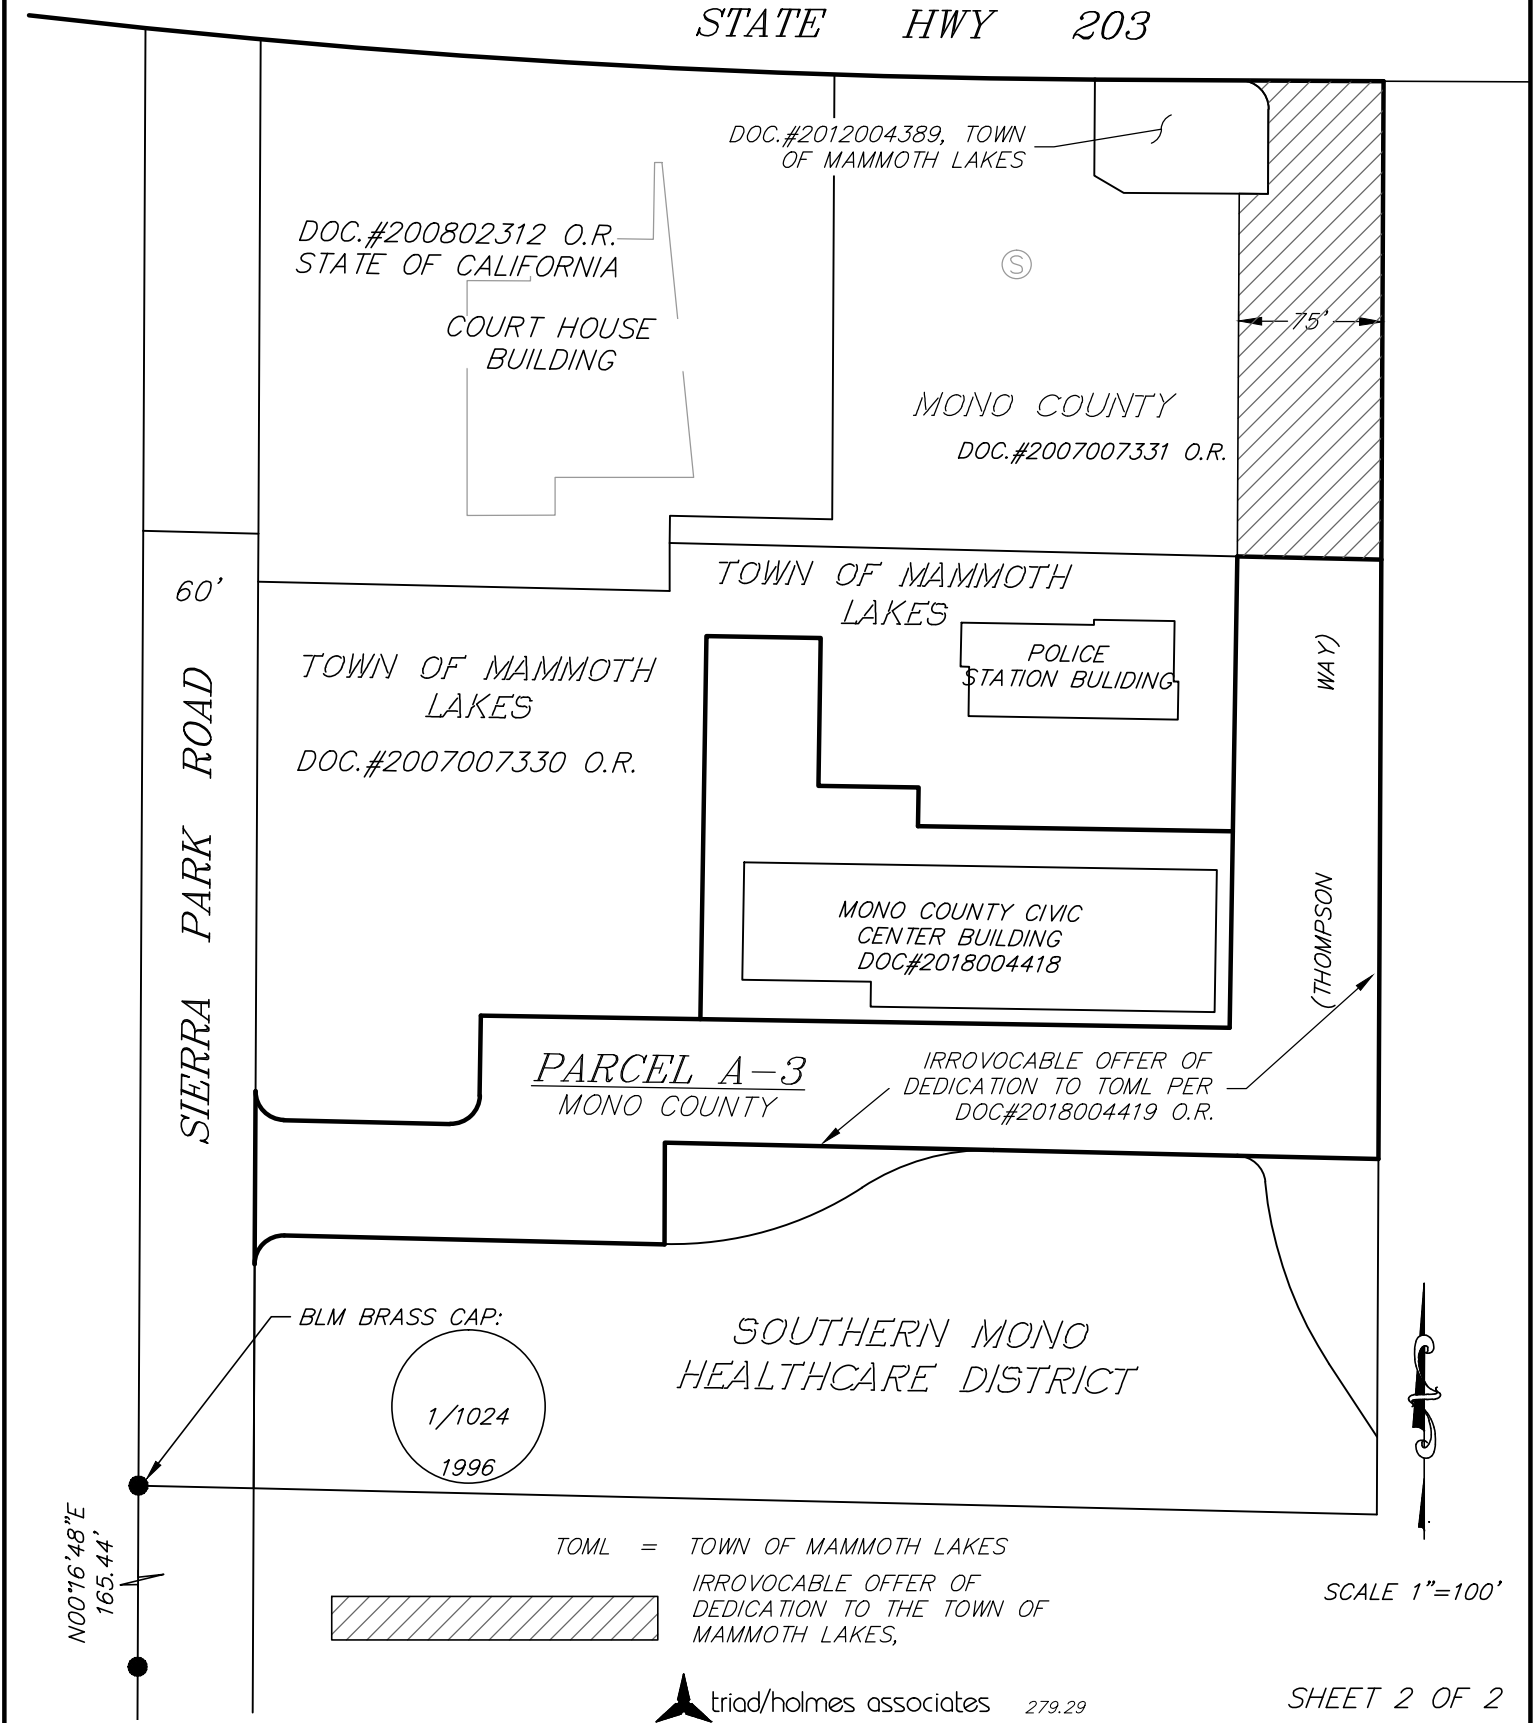 STATE HWY 203
DOC.#2012004389, TOWN
OF MAMMOTH LAKES
DOC.#200802312 O.R.
STATE OF CALIFORNIA
S
COURT HOUSE
BUILDING
75'
MONO COUNTY
DOC.#2007007331 O.R.
60'
TOWN OF MAMMOTH
LAKES
POLICE
STATION BULIDING
TOWN OF MAMMOTH
LAKES
DOC.#2007007330 O.R.
SIERRA PARK ROAD
(THOMPSON WAY)
MONO COUNTY CIVIC
CENTER BUILDING
DOC#2018004418
PARCEL A-3
MONO COUNTY
IRROVOCABLE OFFER OF
DEDICATION TO TOML PER
DOC#2018004419 O.R.
BLM BRASS CAP:
1/1024
1996
SOUTHERN MONO
HEALTHCARE DISTRICT
N00°16'48"E
165.44'
TOML = TOWN OF MAMMOTH LAKES
IRROVOCABLE OFFER OF
DEDICATION TO THE TOWN OF
MAMMOTH LAKES,
SCALE 1"=100'
triad/holmes associates 279.29
SHEET 2 OF 2